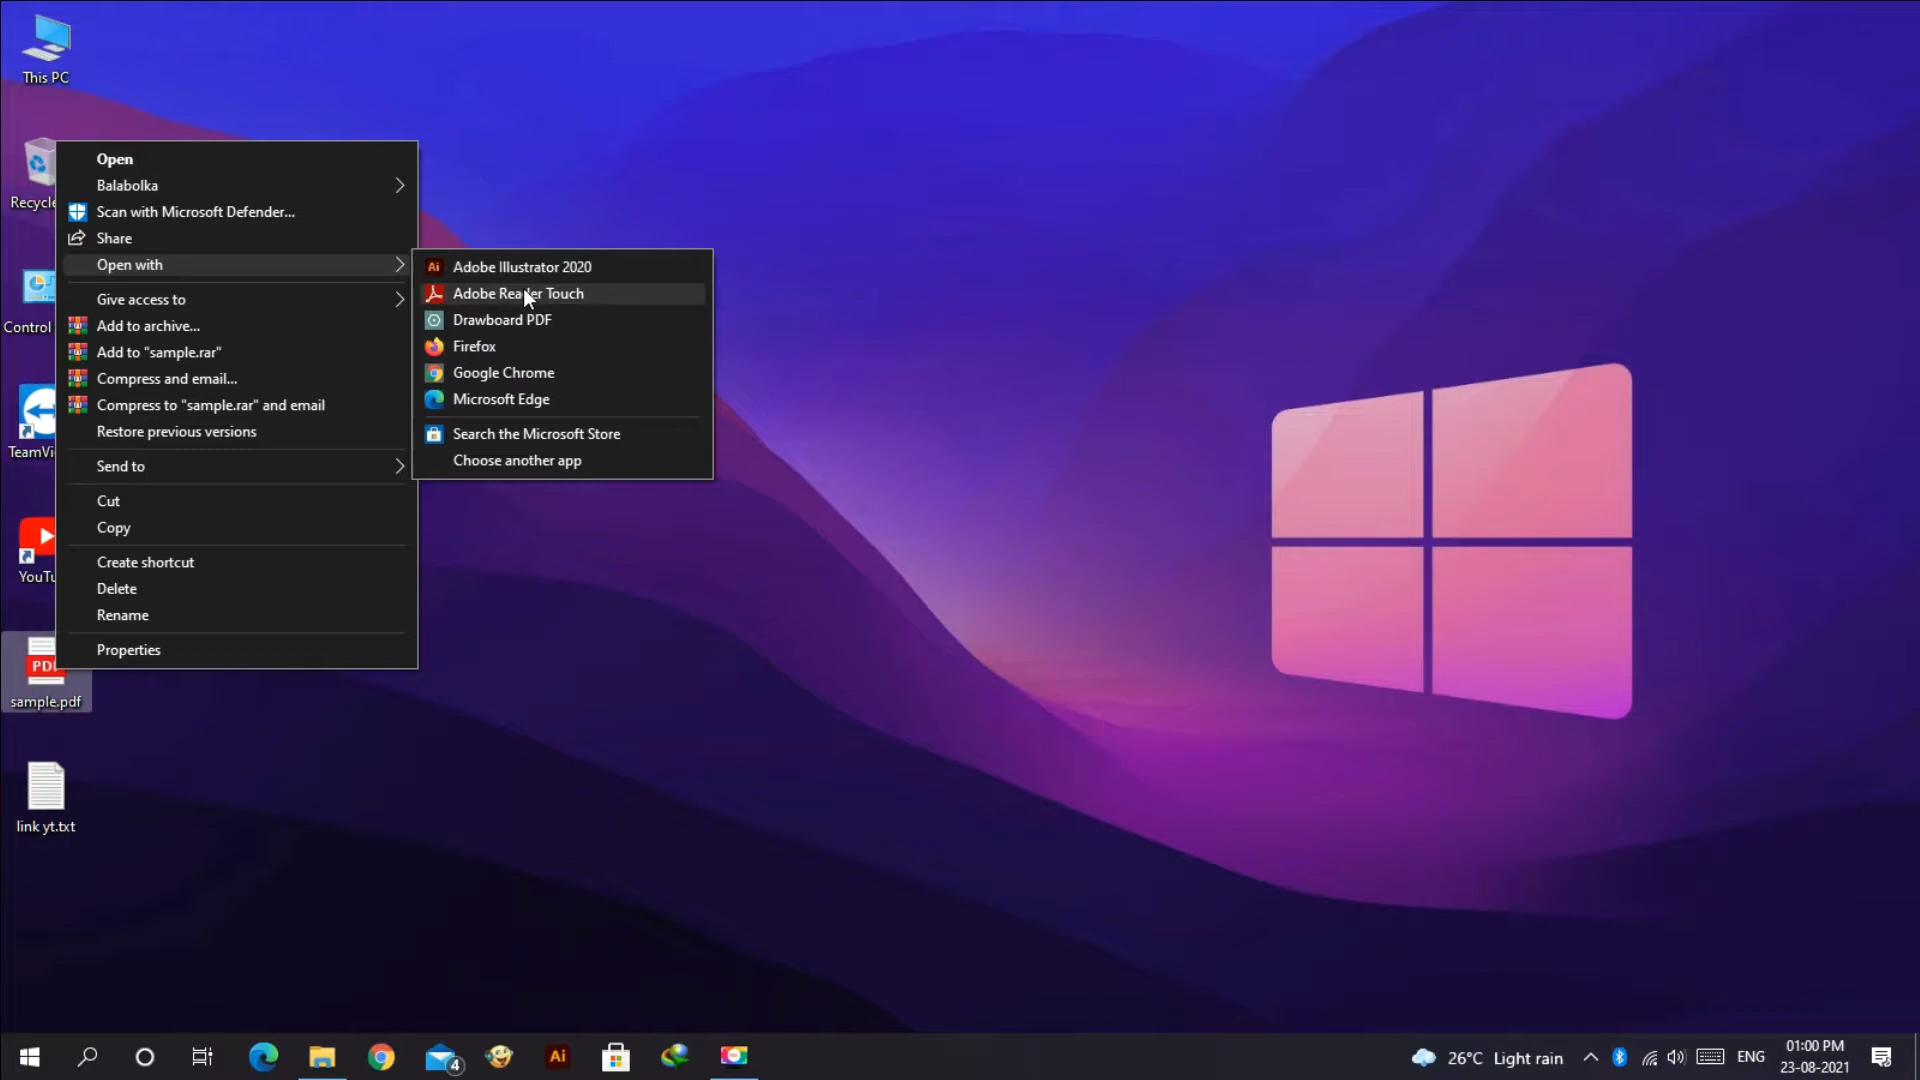 This PC
Recycle
Control
TeamVi
YouTu
PDF
sample.pdf
link yt.txt
Open
Balabolka
Scan with Microsoft Defender...
Share
Open with
Give access to
Add to archive...
Add to "sample.rar"
Compress and email...
Compress to "sample.rar" and email
Restore previous versions
Send to
Cut
Copy
Create shortcut
Delete
Rename
Properties
Ai Adobe Illustrator 2020
Adobe Reader Touch
Drawboard PDF
Firefox
Google Chrome
Microsoft Edge
Search the Microsoft Store
Choose another app
4
Ai
26°C Light rain
ENG
01:00 PM
23-08-2021